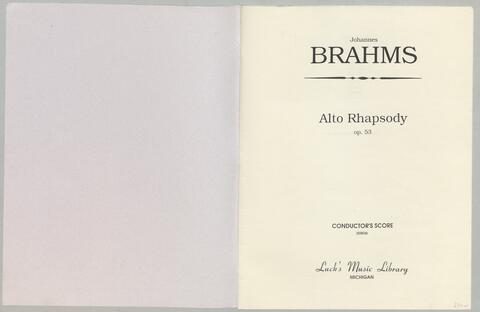 Johannes
BRAHMS
Alto Rhapsody
op. 53
CONDUCTOR'S SCORE
Luck's Music Library
MICHIGAN